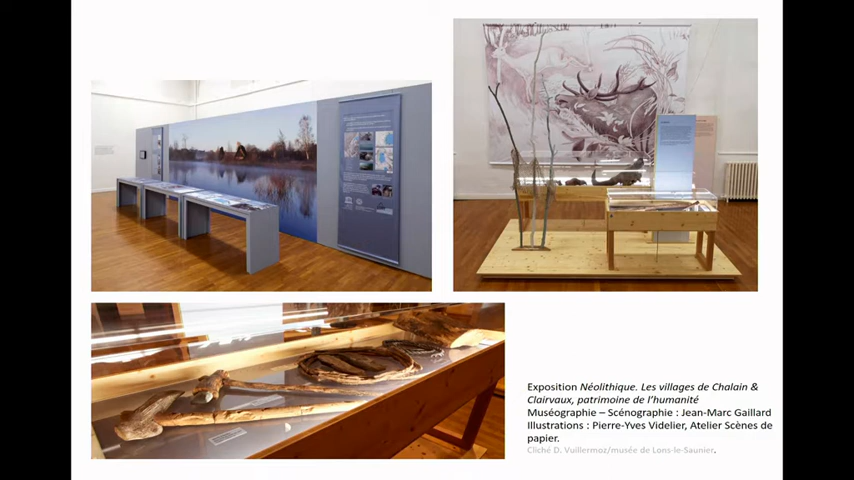 Exposition Néolithique. Les villages de Chalain &
Clairvaux, patrimoine de l'humanité
Muséographie – Scénographie : Jean-Marc Gaillard
Illustrations : Pierre-Yves Videlier, Atelier Scènes de
papier.
Cliché D. Vuillermoz/musée de Lons-le-Saunier.